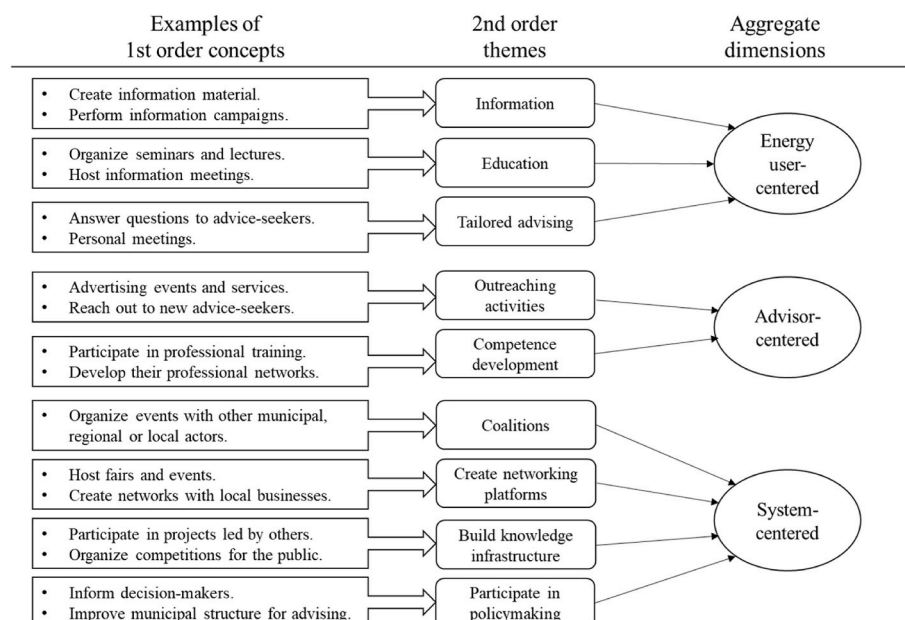 Examples of
1st order concepts
2nd order
themes
Aggregate
dimensions
• Create information material.
• Perform information campaigns.
Information
• Organize seminars and lectures.
• Host information meetings.
Education
• Answer questions to advice-seekers.
• Personal meetings.
Tailored advising
Energy
user-
centered
• Advertising events and services.
• Reach out to new advice-seekers.
Outreaching
activities
• Participate in professional training.
• Develop their professional networks.
Competence
development
Advisor-
centered
• Organize events with other municipal,
regional or local actors.
Coalitions
• Host fairs and events.
• Create networks with local businesses.
Create networking
platforms
• Participate in projects led by others.
• Organize competitions for the public.
Build knowledge
infrastructure
• Inform decision-makers.
• Improve municipal structure for advising.
Participate in
policymaking
System-
centered